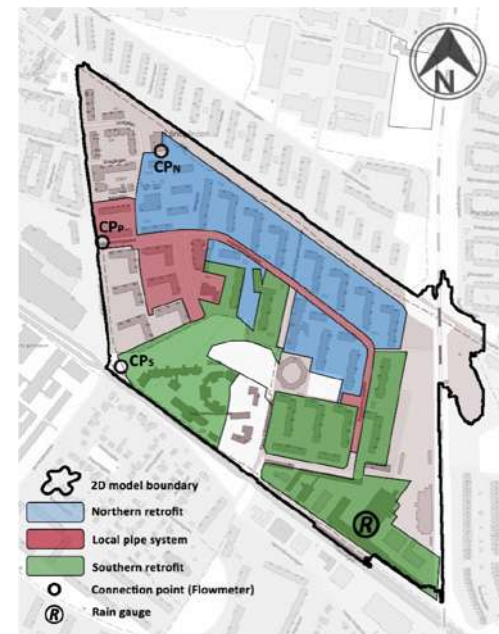 N
CPN
CPP
CPS
R
2D model boundary
Northern retrofit
Local pipe system
Southern retrofit
Connection point (Flowmeter)
R Rain gauge